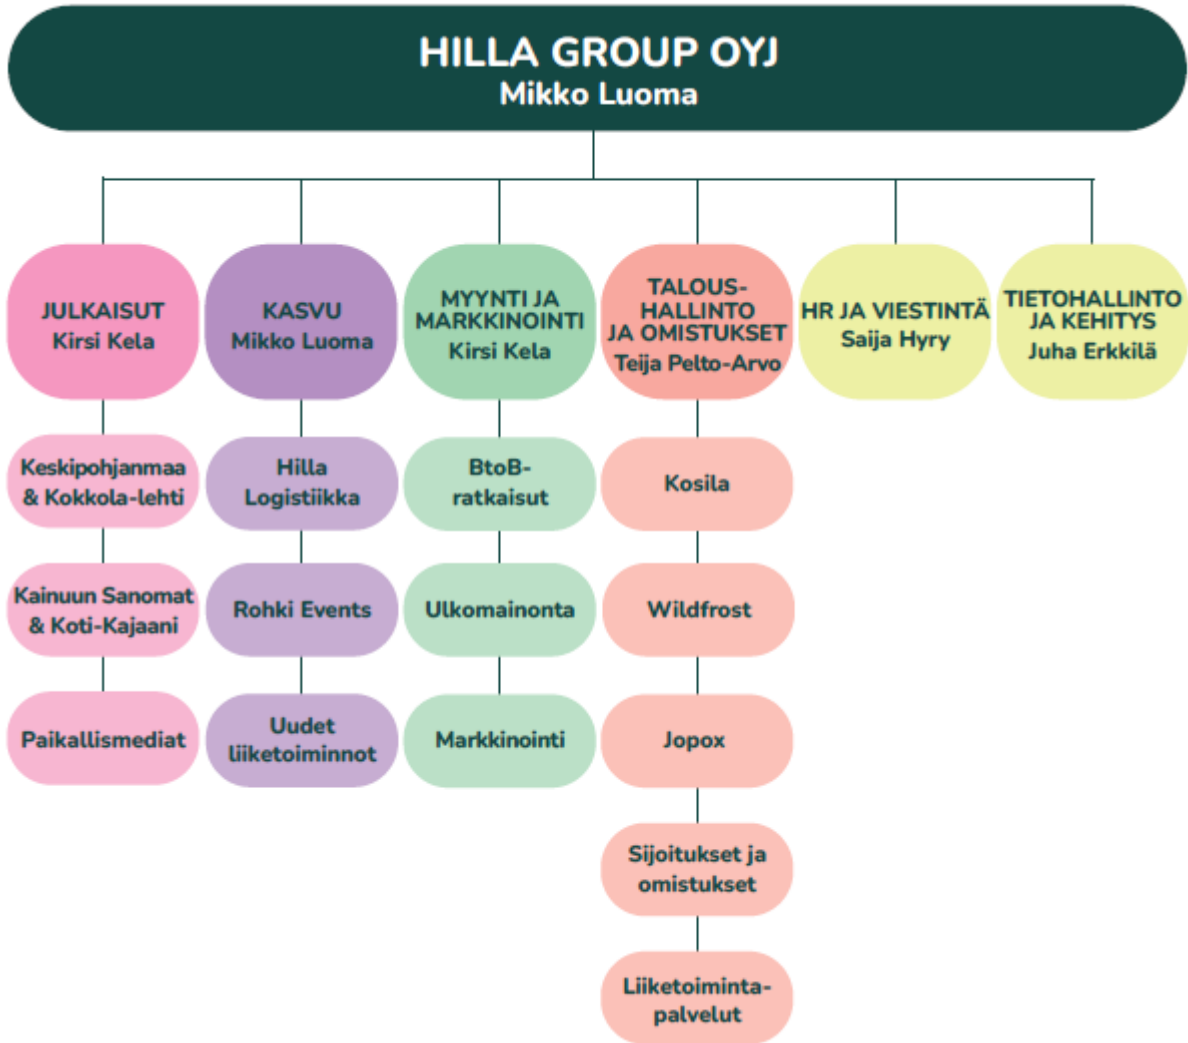 HILLA GROUP OYJ
Mikko Luoma
JULKAISUT
Kirsi Kela
Keskipohjanmaa
& Kokkola-lehti
Kainuun Sanomat
& Koti-Kajaani
Paikallismediat
KASVU
Mikko Luoma
Hilla
Logistiikka
Rohki Events
Uudet
liiketoiminnot
MYYNTI JA
MARKKINOINTI
Kirsi Kela
BtoB-
ratkaisut
Ulkomainonta
Markkinointi
TALOUS-
HALLINTO
JA OMISTUKSET
Teija Pelto-Arvo
Kosila
Wildfrost
Jopox
Sijoitukset ja
omistukset
Liiketoiminta-
palvelut
HR JA VIESTINTÄ
Saija Hyry
TIETOHALLINTO
JA KEHITYS
Juha Erkkilä